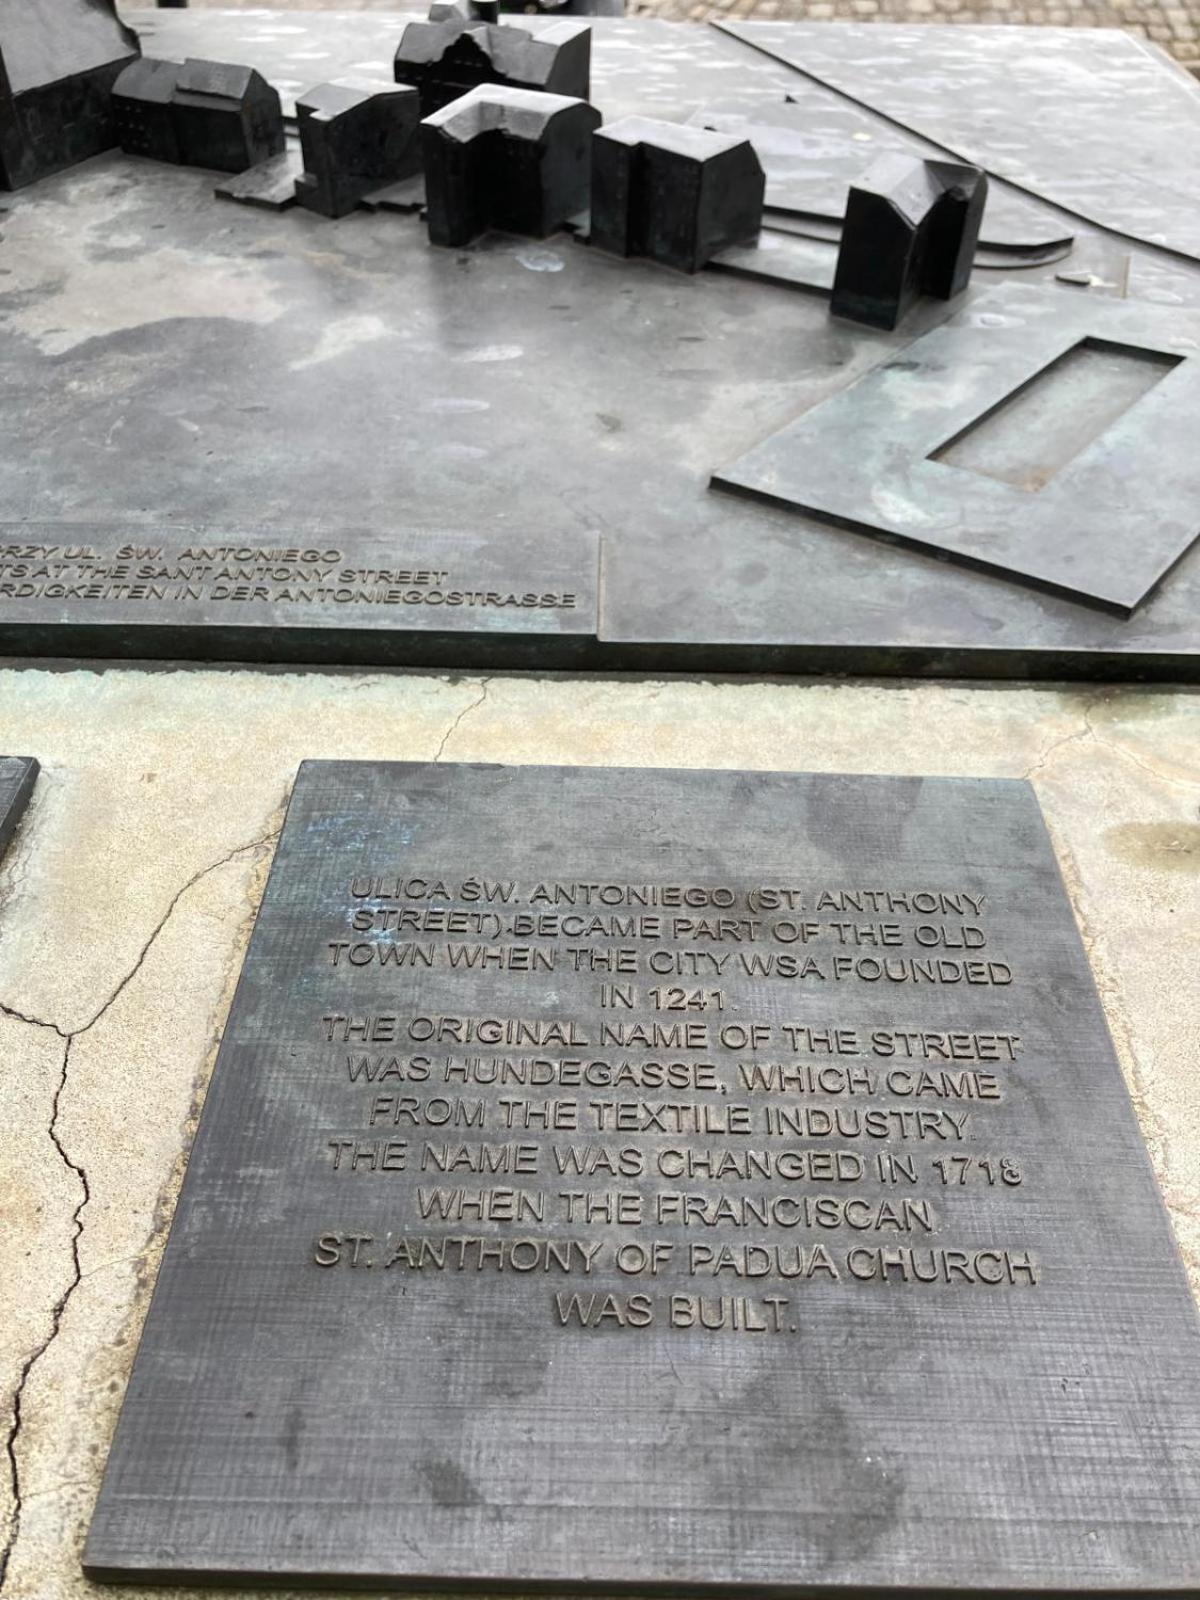 PRZY UL. ŚW. ANTONIEGO
AT THE SANT ANTONY STREET
IN DER ANTONIEGOSTRASSE
ULICA ŚW. ANTONIEGO (ST. ANTHONY
STREET) BECAME PART OF THE OLD
TOWN WHEN THE CITY WSA FOUNDED
IN 1241.
THE ORIGINAL NAME OF THE STREET
WAS HUNDEGASSE, WHICH CAME
FROM THE TEXTILE INDUSTRY.
THE NAME WAS CHANGED IN 1718
WHEN THE FRANCISCAN
ST. ANTHONY OF PADUA CHURCH
WAS BUILT.